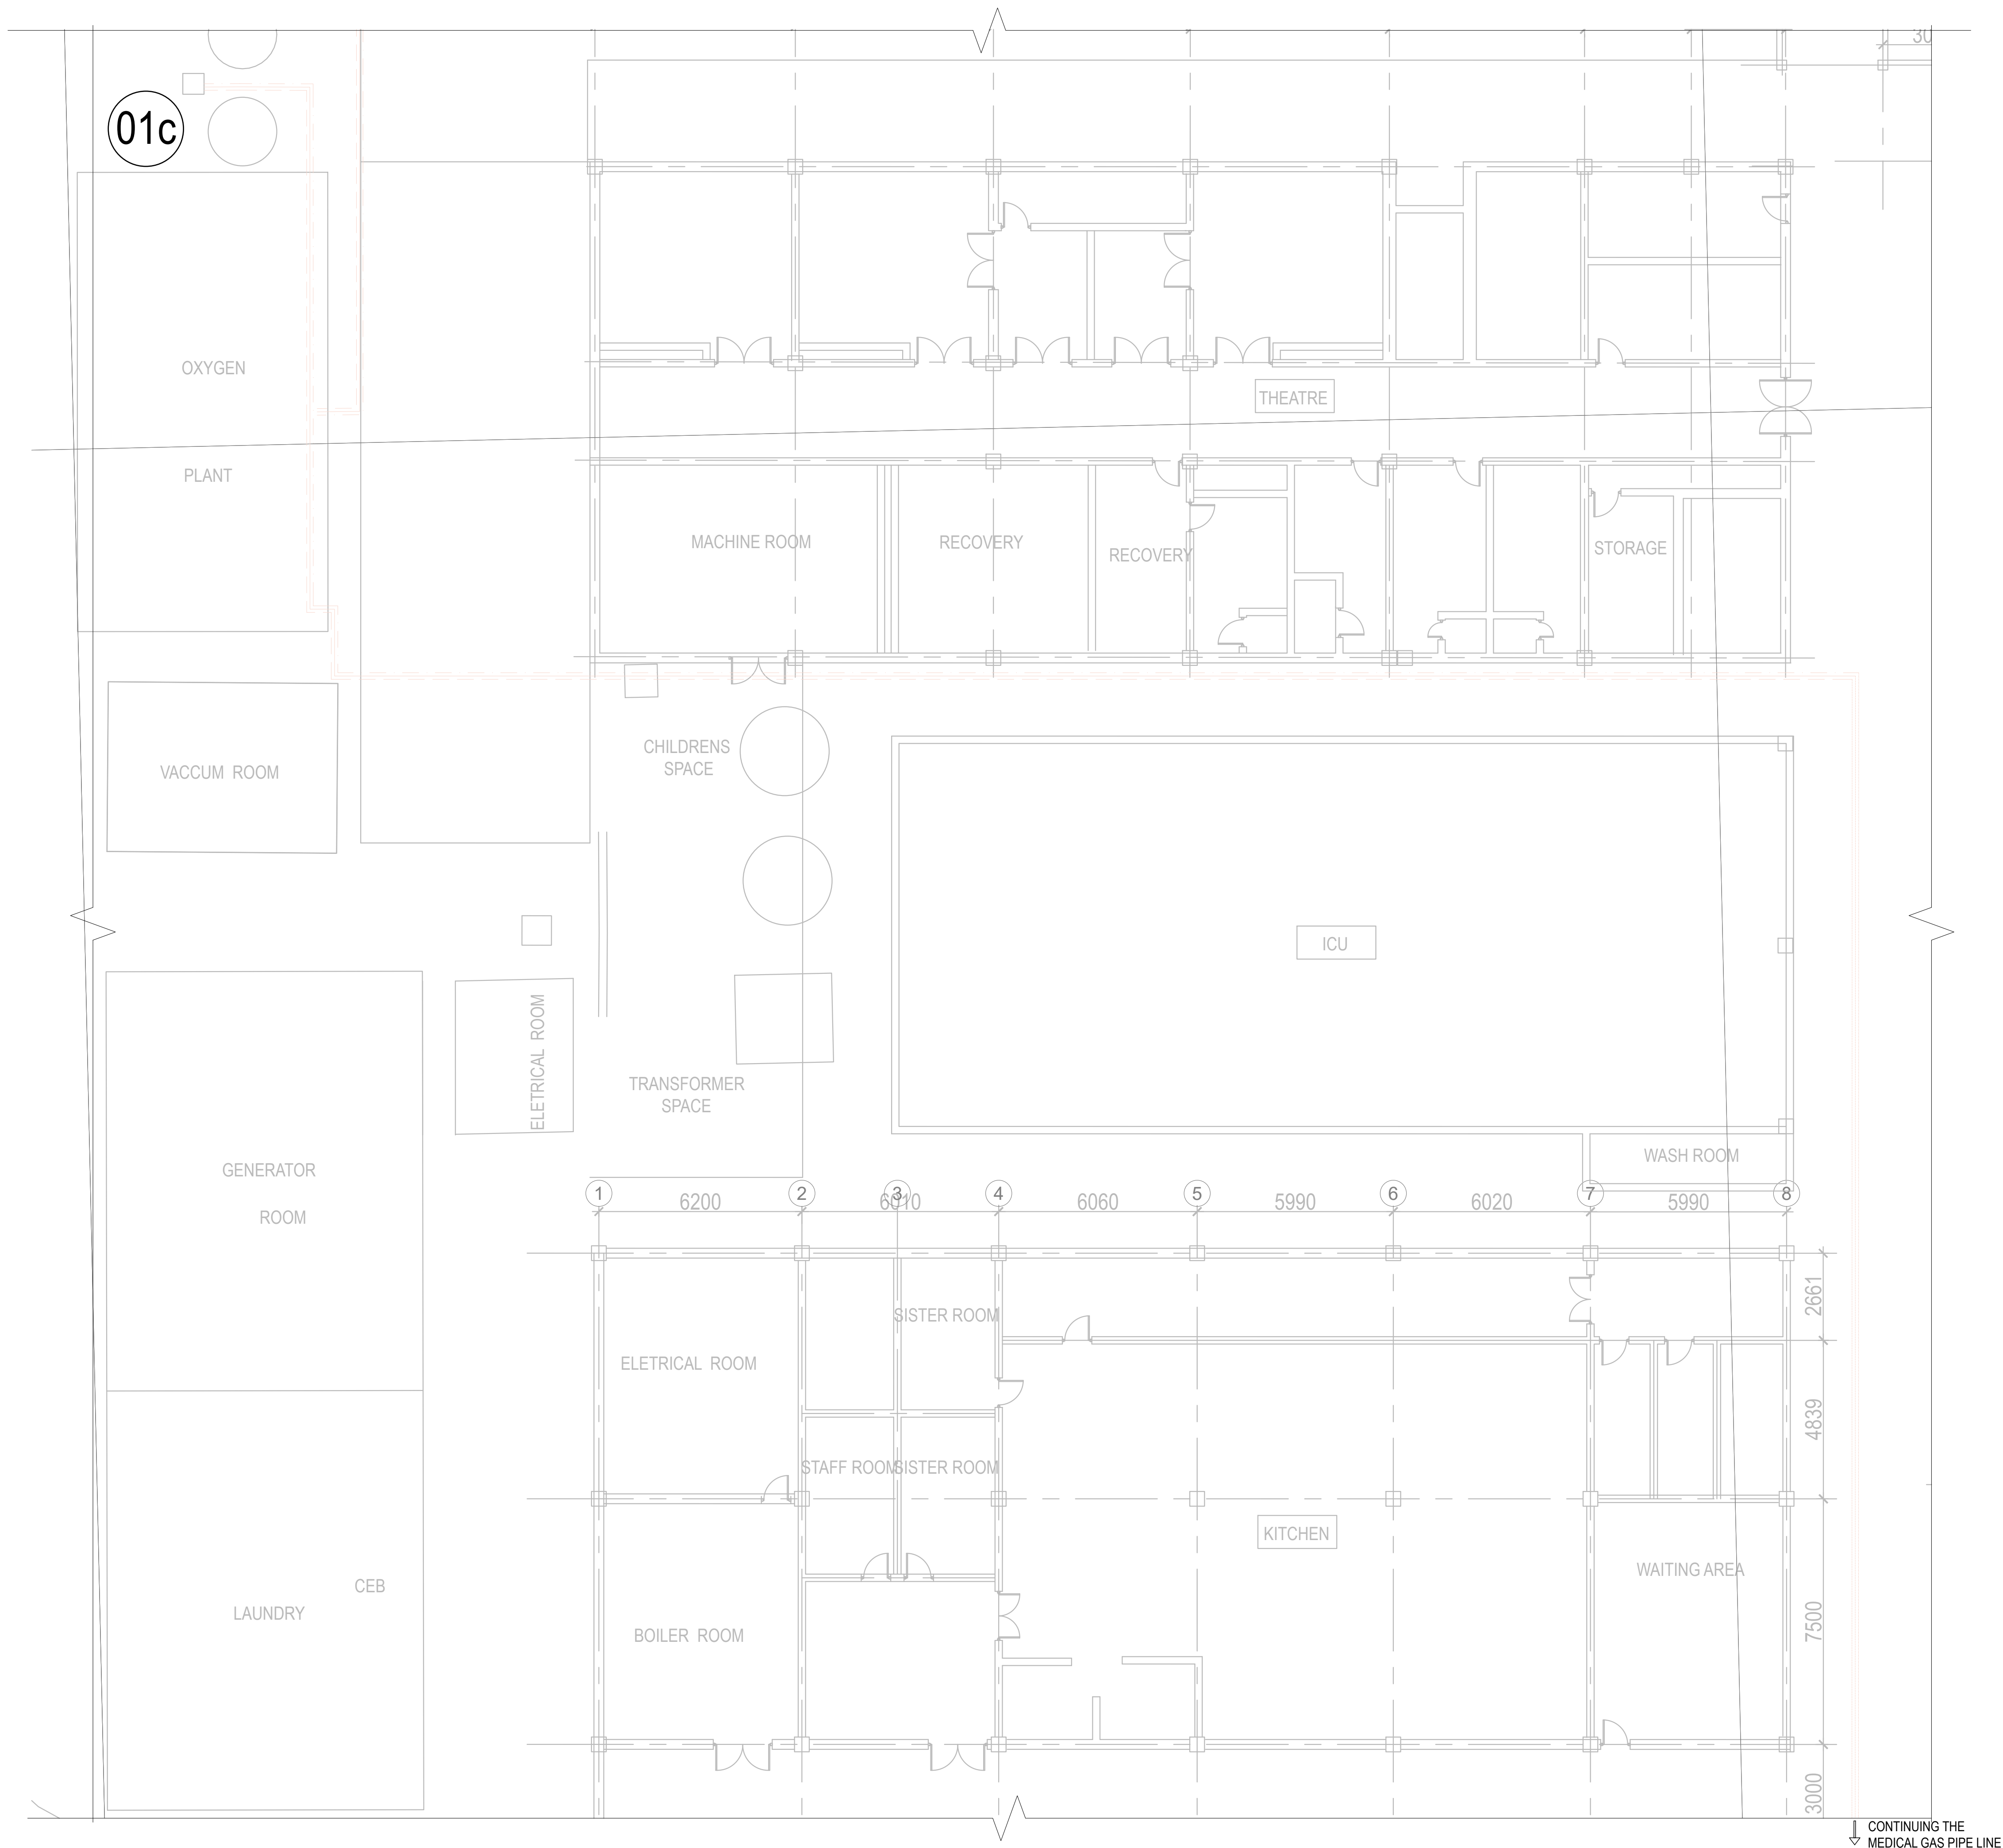 30
01c
OXYGEN
PLANT
THEATRE
MACHINE ROOM
RECOVERY
RECOVERY
STORAGE
VACCUM ROOM
CHILDRENS
SPACE
ICU
ELETRICAL ROOM
TRANSFORMER
SPACE
GENERATOR
ROOM
WASH ROOM
1
2
3
4
5
6
7
8
6200
6010
6060
5990
6020
5990
2661
SISTER ROOM
ELETRICAL ROOM
4839
STAFF ROOM
SISTER ROOM
KITCHEN
WAITING AREA
CEB
LAUNDRY
BOILER ROOM
7500
3000
CONTINUING THE
MEDICAL GAS PIPE LINE